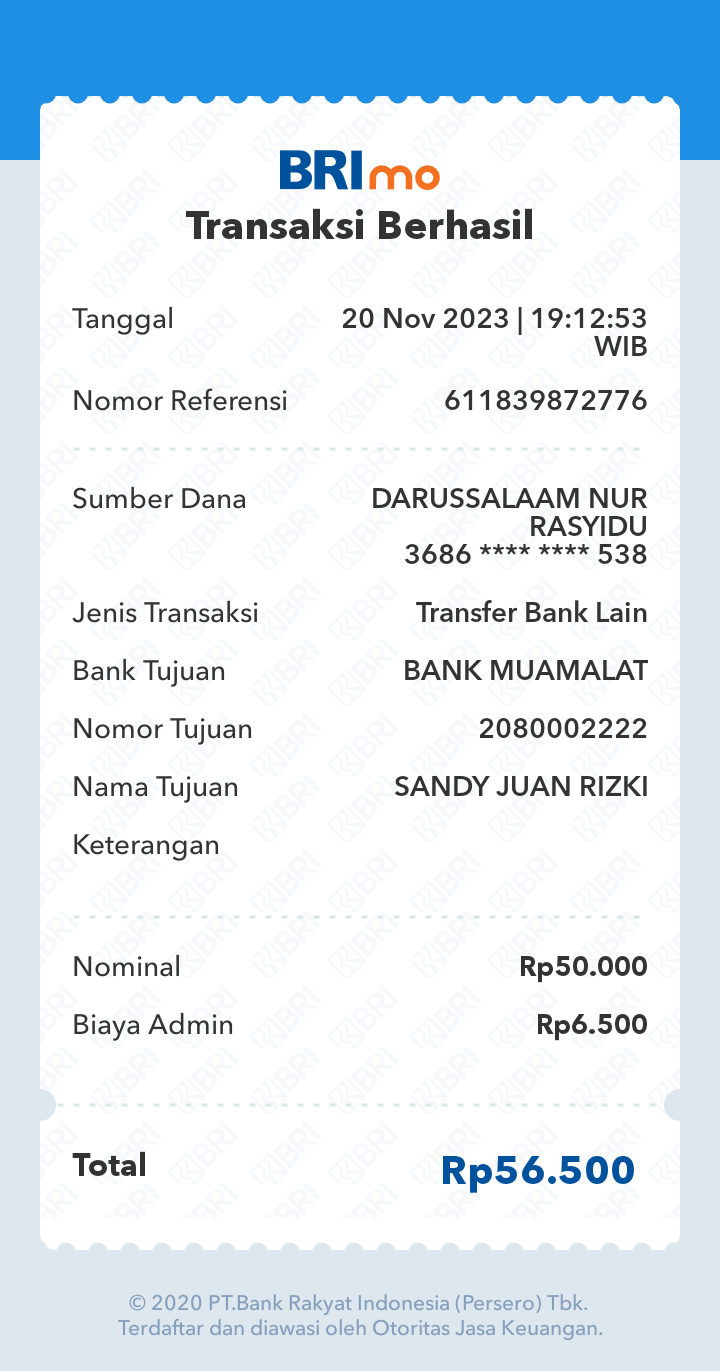 BRImo
Transaksi Berhasil
Tanggal 20 Nov 2023 | 19:12:53
WIB
Nomor Referensi 611839872776
Sumber Dana DARUSSALAAM NUR
RASYIDU
3686 **** **** 538
Jenis Transaksi Transfer Bank Lain
Bank Tujuan BANK MUAMALAT
Nomor Tujuan 2080002222
Nama Tujuan SANDY JUAN RIZKI
Keterangan
Nominal Rp50.000
Biaya Admin Rp6.500
Total Rp56.500
© 2020 PT.Bank Rakyat Indonesia (Persero) Tbk.
Terdaftar dan diawasi oleh Otoritas Jasa Keuangan.